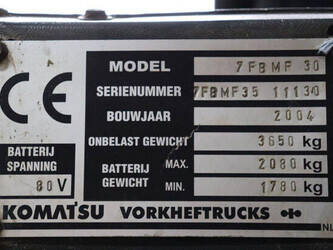 CE
MODEL 7FBMF 30
SERIENUMMER 7FBMF35 11130
BOUWJAAR 2004
ONBELAST GEWICHT 3650 kg
BATTERIJ SPANNING 80 V
BATTERIJ GEWICHT MAX. 2080 kg
MIN. 1780 kg
KOMATSU VORKHEFTRUCKS